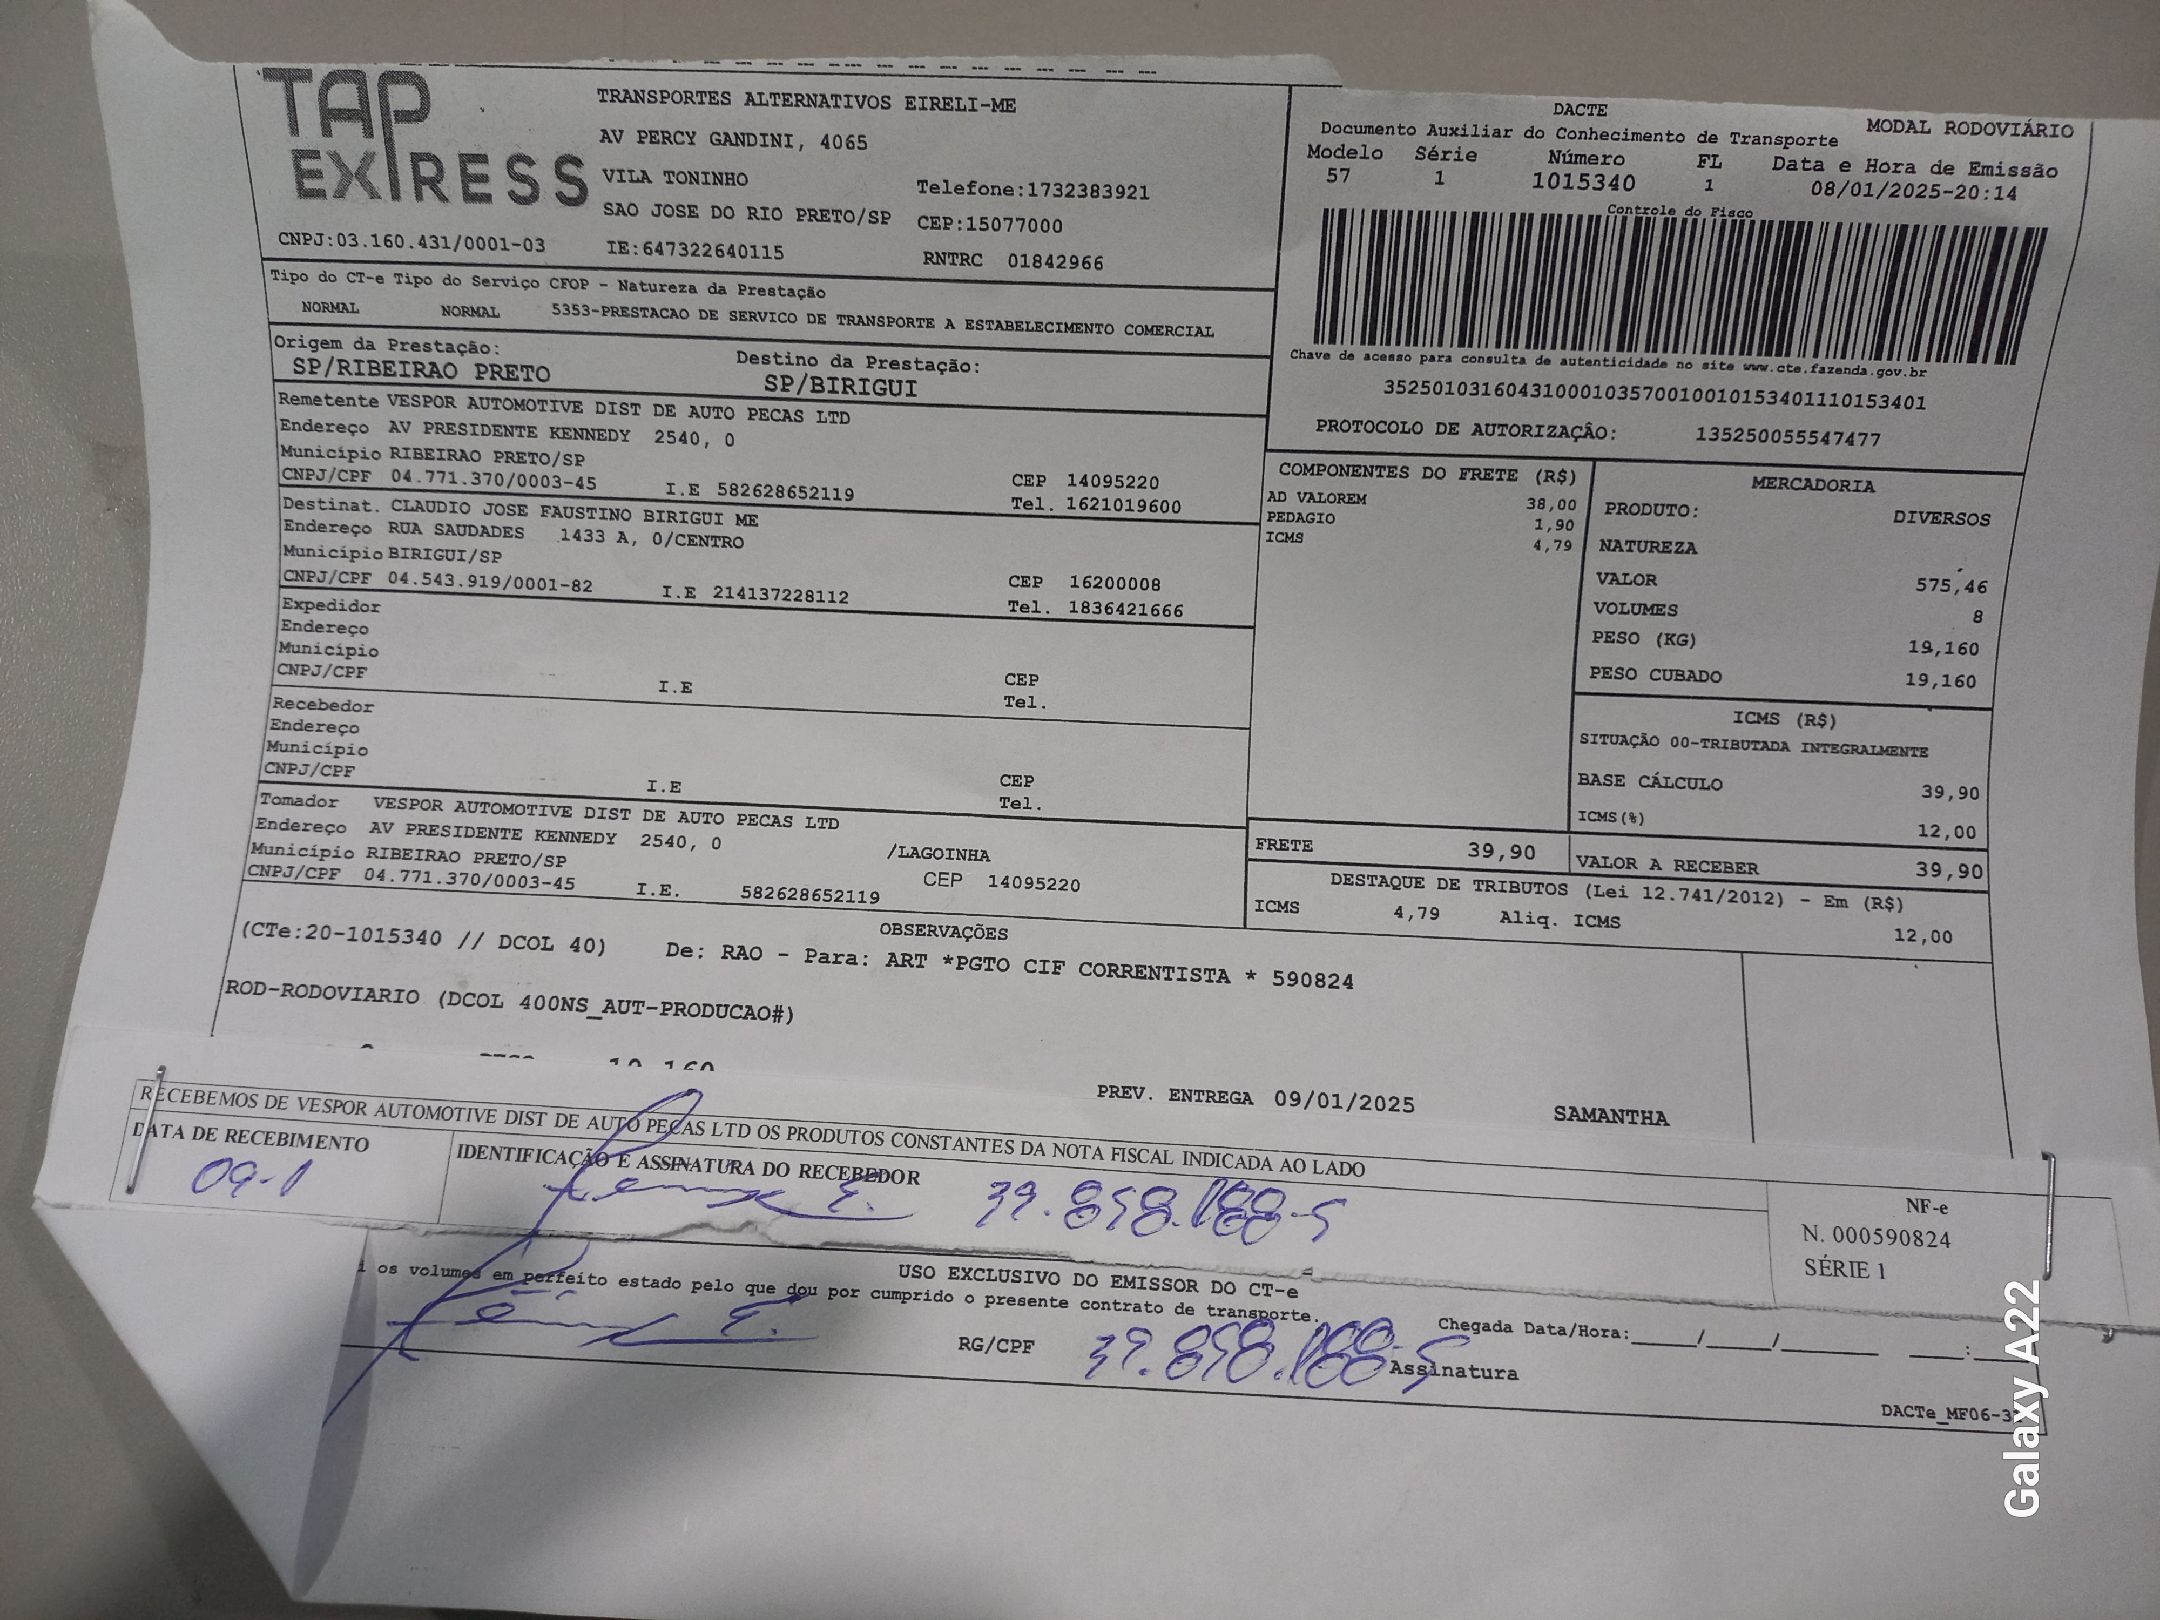 TAP EXPRESS
TRANSPORTES ALTERNATIVOS EIRELI-ME
AV PERCY GANDINI, 4065
VILA TONINHO
Telefone:1732383921
SAO JOSE DO RIO PRETO/SP CEP:15077000
CNPJ:03.160.431/0001-03 IE:647322640115 RNTRC 01842966
DACTE
MODAL RODOVIÁRIO
Documento Auxiliar do Conhecimento de Transporte
Modelo Série Número FL Data e Hora de Emissão
57 1 1015340 1 08/01/2025-20:14
Controle do Fisco
Chave de acesso para consulta de autenticidade no site www.cte.fazenda.gov.br
35250103160431000103570010010153401110153401
PROTOCOLO DE AUTORIZAÇÂO: 135250055547477
Tipo do CT-e Tipo do Serviço CFOP - Natureza da Prestação
NORMAL NORMAL 5353-PRESTACAO DE SERVICO DE TRANSPORTE A ESTABELECIMENTO COMERCIAL
Origem da Prestação: Destino da Prestação:
SP/RIBEIRAO PRETO SP/BIRIGUI
Remetente VESPOR AUTOMOTIVE DIST DE AUTO PECAS LTD
Endereço AV PRESIDENTE KENNEDY 2540, 0
Município RIBEIRAO PRETO/SP CEP 14095220
CNPJ/CPF 04.771.370/0003-45 I.E 582628652119 Tel. 1621019600
Destinat. CLAUDIO JOSE FAUSTINO BIRIGUI ME
Endereço RUA SAUDADES 1433 A, 0/CENTRO
Município BIRIGUI/SP CEP 16200008
CNPJ/CPF 04.543.919/0001-82 I.E 214137228112 Tel. 1836421666
Expedidor
Endereço
Município CEP
CNPJ/CPF I.E Tel.
Recebedor
Endereço
Município CEP
CNPJ/CPF I.E Tel.
Tomador VESPOR AUTOMOTIVE DIST DE AUTO PECAS LTD
Endereço AV PRESIDENTE KENNEDY 2540, 0 /LAGOINHA
Município RIBEIRAO PRETO/SP CEP 14095220
CNPJ/CPF 04.771.370/0003-45 I.E. 582628652119
COMPONENTES DO FRETE (R$)
AD VALOREM 38,00
PEDAGIO 1,90
ICMS 4,79
MERCADORIA
PRODUTO: DIVERSOS
NATUREZA
VALOR 575,46
VOLUMES 8
PESO (KG) 19,160
PESO CUBADO 19,160
ICMS (R$)
SITUAÇÃO 00-TRIBUTADA INTEGRALMENTE
BASE CÁLCULO 39,90
ICMS(%) 12,00
FRETE 39,90 VALOR A RECEBER 39,90
DESTAQUE DE TRIBUTOS (Lei 12.741/2012) - Em (R$)
ICMS 4,79 Aliq. ICMS 12,00
OBSERVAÇÕES
(CTe:20-1015340 // DCOL 40) De: RAO - Para: ART *PGTO CIF CORRENTISTA * 590824
ROD-RODOVIARIO (DCOL 400NS_AUT-PRODUCAO#)
PREV. ENTREGA 09/01/2025 SAMANTHA
RECEBEMOS DE VESPOR AUTOMOTIVE DIST DE AUTO PECAS LTD OS PRODUTOS CONSTANTES DA NOTA FISCAL INDICADA AO LADO
DATA DE RECEBIMENTO IDENTIFICAÇÃO E ASSINATURA DO RECEBEDOR
09-1 39.898.188-5
NF-e
N. 000590824
SÉRIE 1
USO EXCLUSIVO DO EMISSOR DO CT-e
i os volumes em perfeito estado pelo que dou por cumprido o presente contrato de transporte.
Chegada Data/Hora:____/____/______ ___:___
RG/CPF 39.898.188-5 Assinatura
DACTe_MF06-3
Galaxy A22